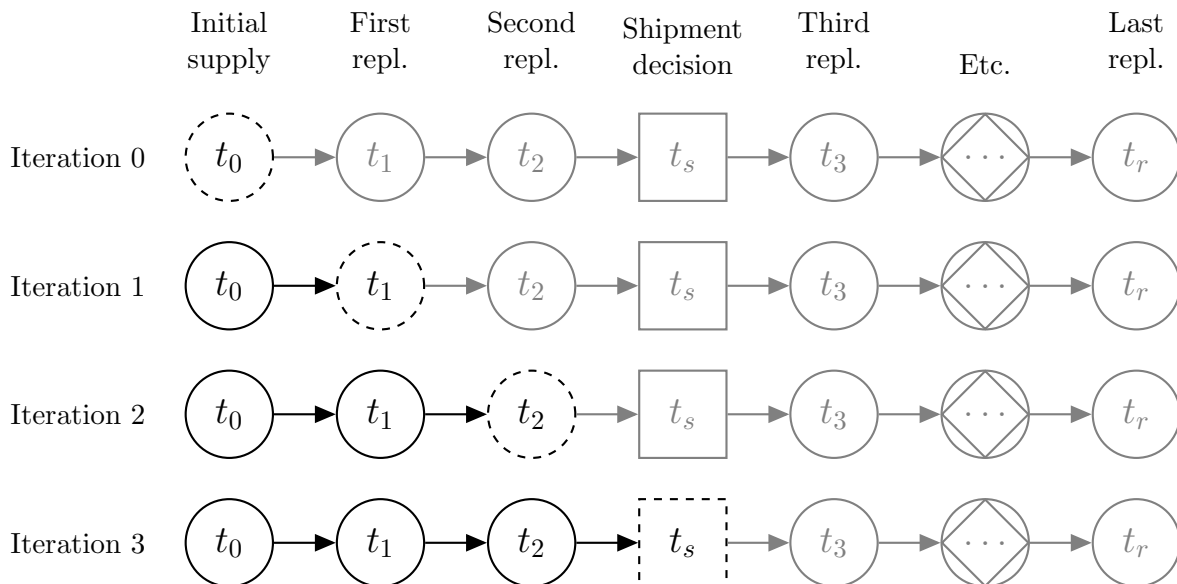 Initial supply
First repl.
Second repl.
Shipment decision
Third repl.
Etc.
Last repl.
Iteration 0 t₀ t₁ t₂ tₛ t₃ ··· tᵣ
Iteration 1 t₀ t₁ t₂ tₛ t₃ ··· tᵣ
Iteration 2 t₀ t₁ t₂ tₛ t₃ ··· tᵣ
Iteration 3 t₀ t₁ t₂ tₛ t₃ ··· tᵣ